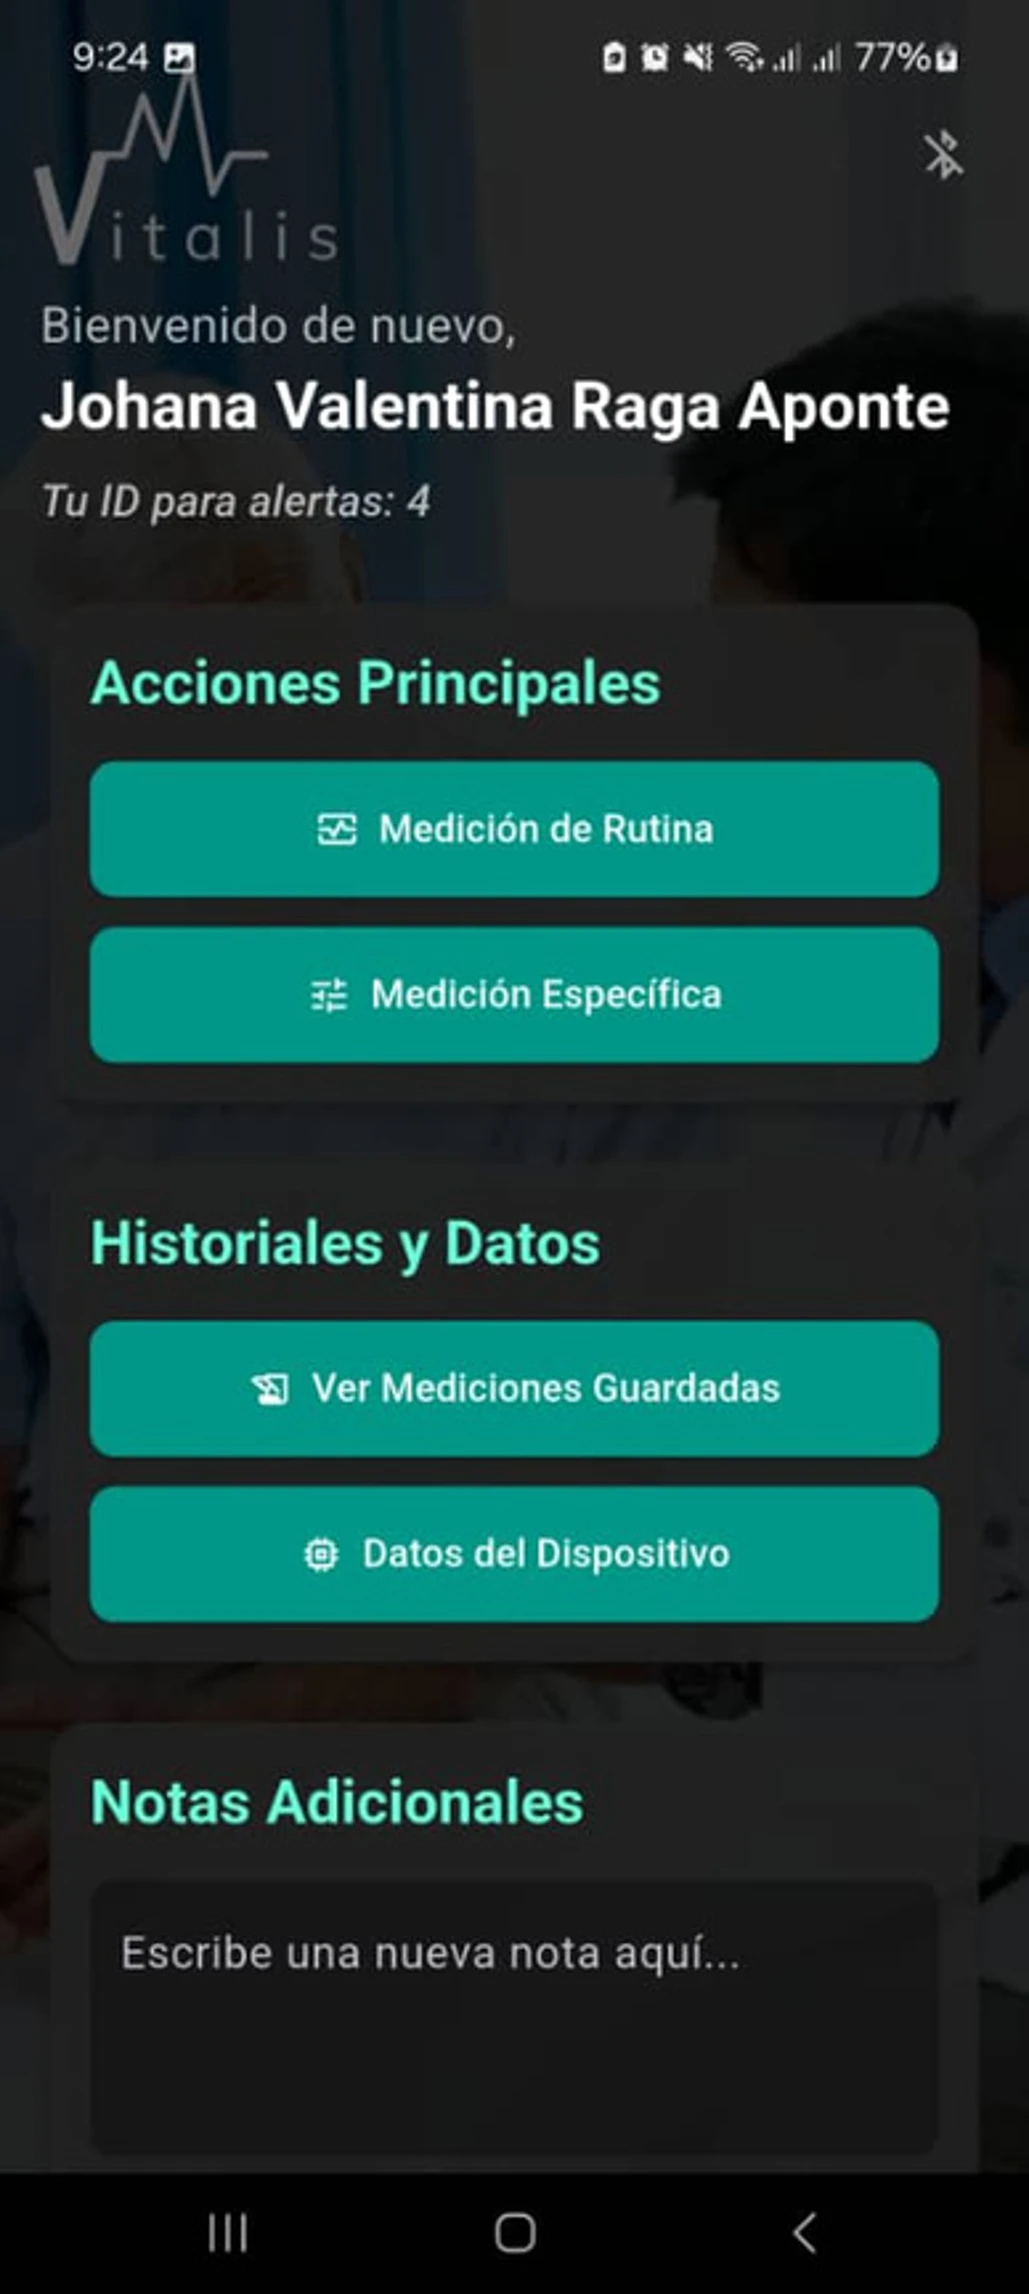 9:24
77%
Vitalis
Bienvenido de nuevo,
Johana Valentina Raga Aponte
Tu ID para alertas: 4
Acciones Principales
Medición de Rutina
Medición Específica
Historiales y Datos
Ver Mediciones Guardadas
Datos del Dispositivo
Notas Adicionales
Escribe una nueva nota aquí...